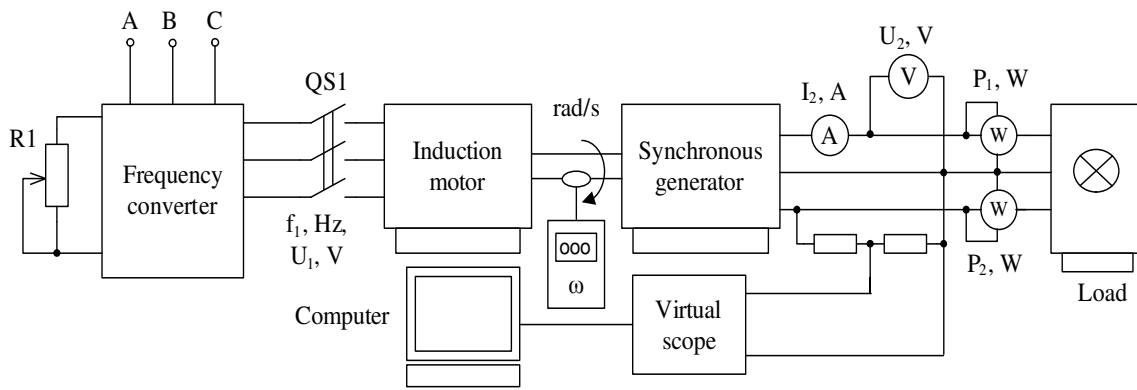 A B C
QS1
R1
Frequency
converter
f₁, Hz,
U₁, V
Induction
motor
rad/s
000
ω
Synchronous
generator
I₂, A
A
U₂, V
V
P₁, W
W
W
P₂, W
Load
Computer
Virtual
scope